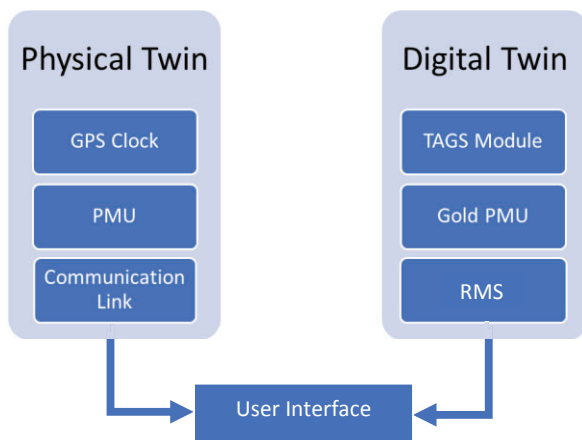 Physical Twin
GPS Clock
PMU
Communication
Link
Digital Twin
TAGS Module
Gold PMU
RMS
User Interface